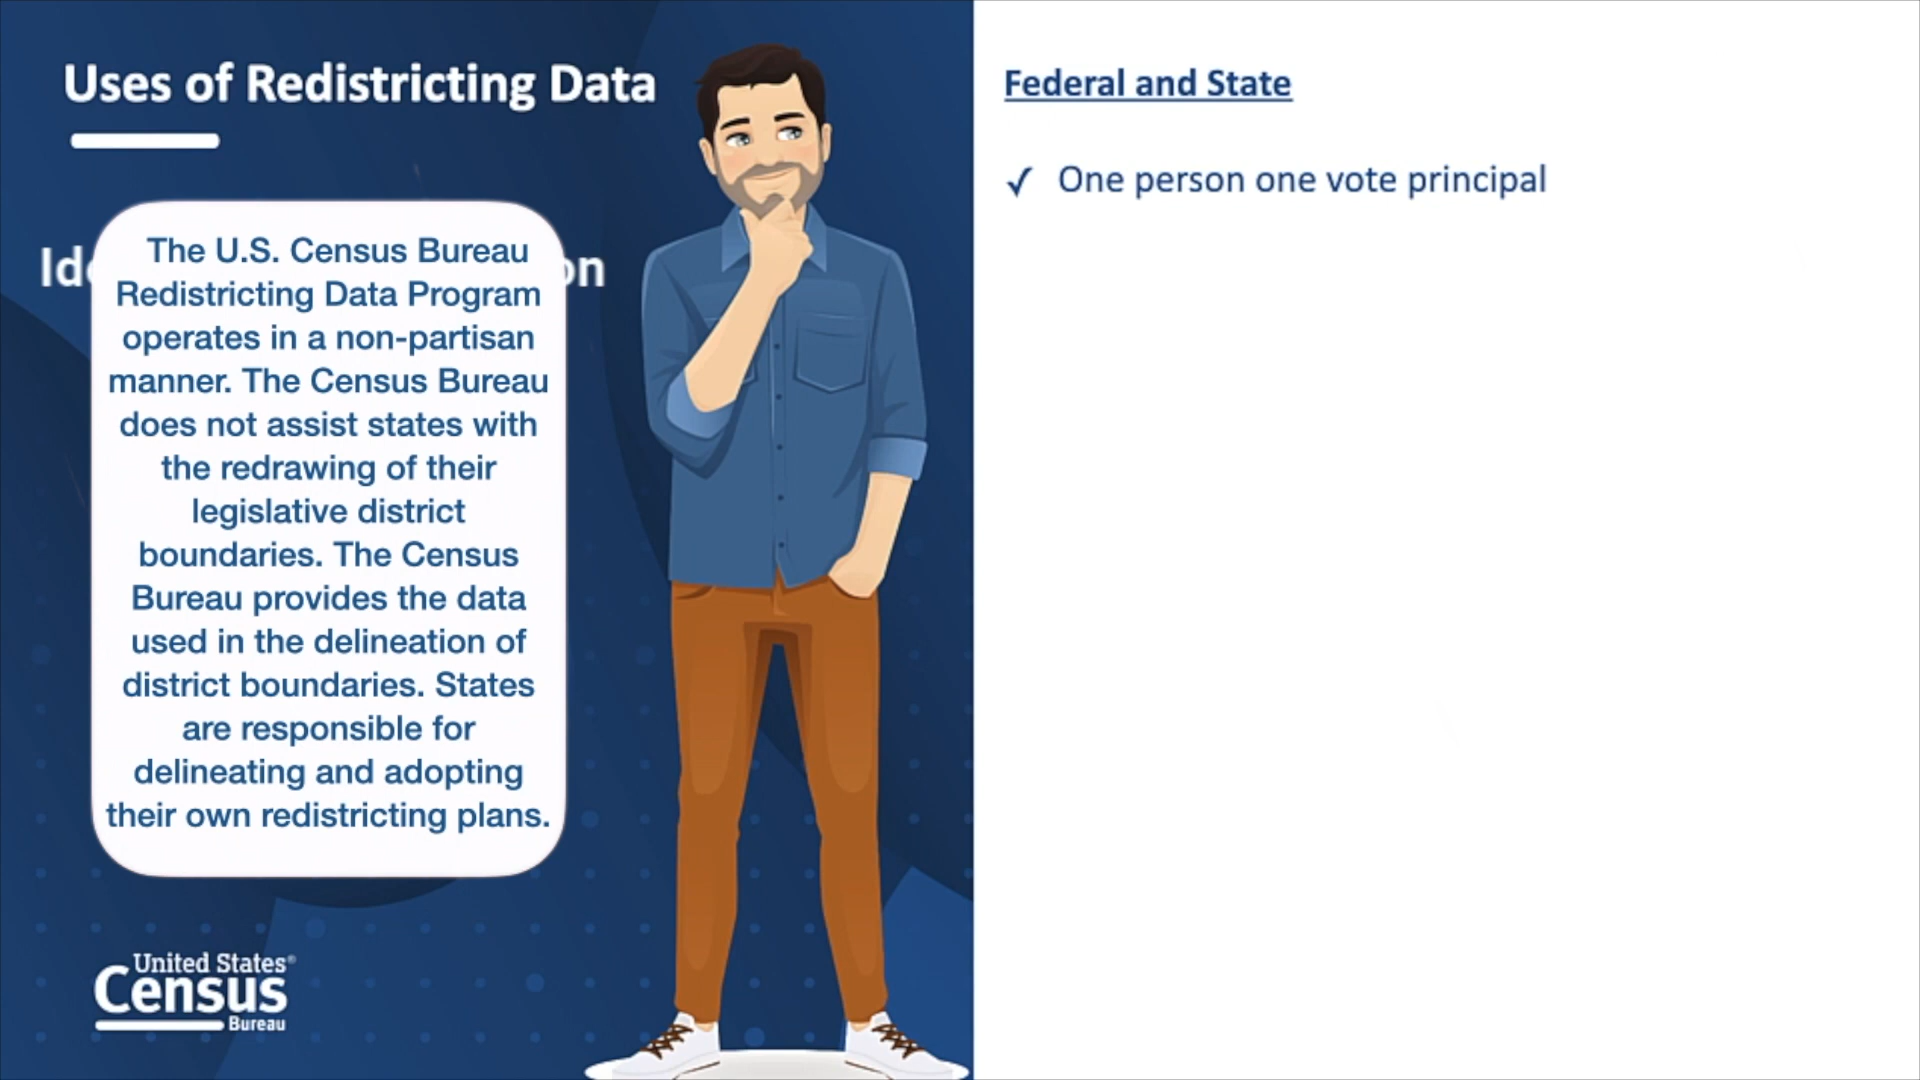 Uses of Redistricting Data
The U.S. Census Bureau
Redistricting Data Program
operates in a non-partisan
manner. The Census Bureau
does not assist states with
the redrawing of their
legislative district
boundaries. The Census
Bureau provides the data
used in the delineation of
district boundaries. States
are responsible for
delineating and adopting
their own redistricting plans.
United States®
Census
Bureau
Federal and State
✓ One person one vote principal